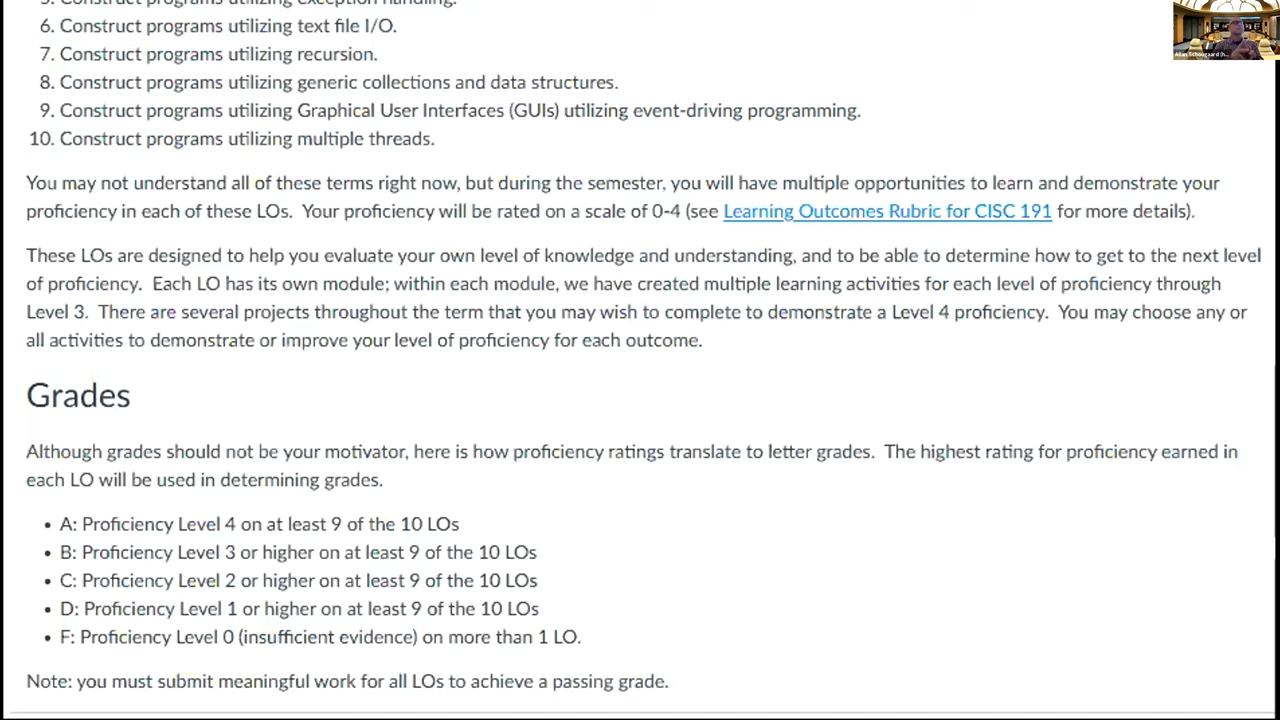 5. Construct programs utilizing exception handling.
6. Construct programs utilizing text file I/O.
7. Construct programs utilizing recursion.
8. Construct programs utilizing generic collections and data structures.
9. Construct programs utilizing Graphical User Interfaces (GUIs) utilizing event-driving programming.
10. Construct programs utilizing multiple threads.
You may not understand all of these terms right now, but during the semester, you will have multiple opportunities to learn and demonstrate your
proficiency in each of these LOs. Your proficiency will be rated on a scale of 0-4 (see Learning Outcomes Rubric for CISC 191 for more details).
These LOs are designed to help you evaluate your own level of knowledge and understanding, and to be able to determine how to get to the next level
of proficiency. Each LO has its own module; within each module, we have created multiple learning activities for each level of proficiency through
Level 3. There are several projects throughout the term that you may wish to complete to demonstrate a Level 4 proficiency. You may choose any or
all activities to demonstrate or improve your level of proficiency for each outcome.
Grades
Although grades should not be your motivator, here is how proficiency ratings translate to letter grades. The highest rating for proficiency earned in
each LO will be used in determining grades.
• A: Proficiency Level 4 on at least 9 of the 10 LOs
• B: Proficiency Level 3 or higher on at least 9 of the 10 LOs
• C: Proficiency Level 2 or higher on at least 9 of the 10 LOs
• D: Proficiency Level 1 or higher on at least 9 of the 10 LOs
• F: Proficiency Level 0 (insufficient evidence) on more than 1 LO.
Note: you must submit meaningful work for all LOs to achieve a passing grade.